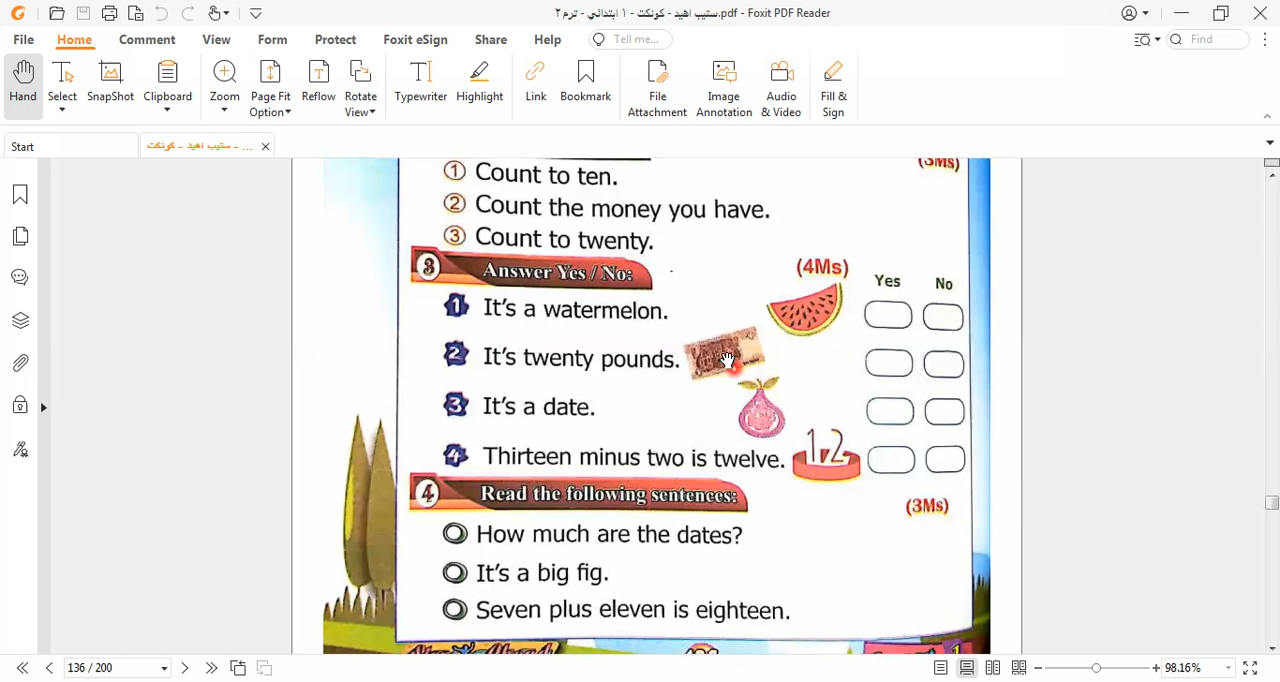 ستيب اهيد - كونكت - ١ ابتدائي - ترم٢.pdf - Foxit PDF Reader
File Home Comment View Form Protect Foxit eSign Share Help Tell me... Find
Hand Select SnapShot Clipboard Zoom Page Fit Option Reflow Rotate View Typewriter Highlight Link Bookmark File Attachment Image Annotation Audio & Video Fill & Sign
Start ستيب اهيد - كونكت - ...
(3Ms)
1 Count to ten.
2 Count the money you have.
3 Count to twenty.
3 Answer Yes / No: (4Ms) Yes No
1 It's a watermelon.
2 It's twenty pounds.
3 It's a date.
4 Thirteen minus two is twelve. 12
4 Read the following sentences: (3Ms)
How much are the dates?
It's a big fig.
Seven plus eleven is eighteen.
136 / 200 98.16%